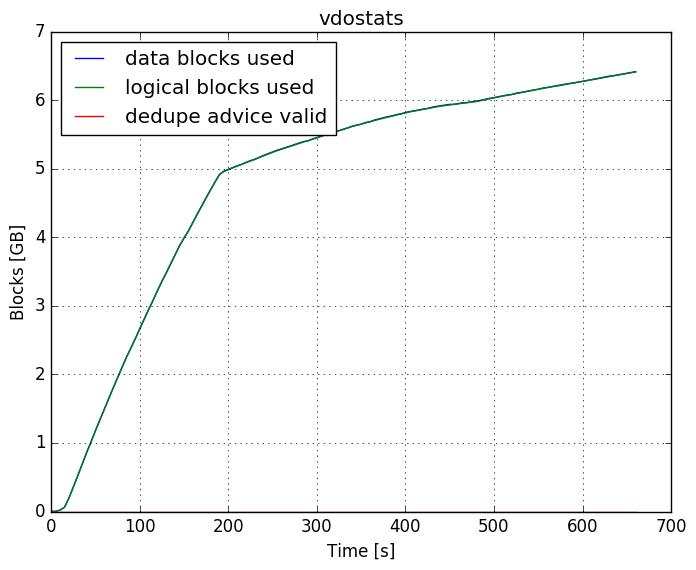 vdostats
data blocks used
logical blocks used
dedupe advice valid
7
6
5
4
3
2
1
0
Blocks [GB]
0 100 200 300 400 500 600 700
Time [s]